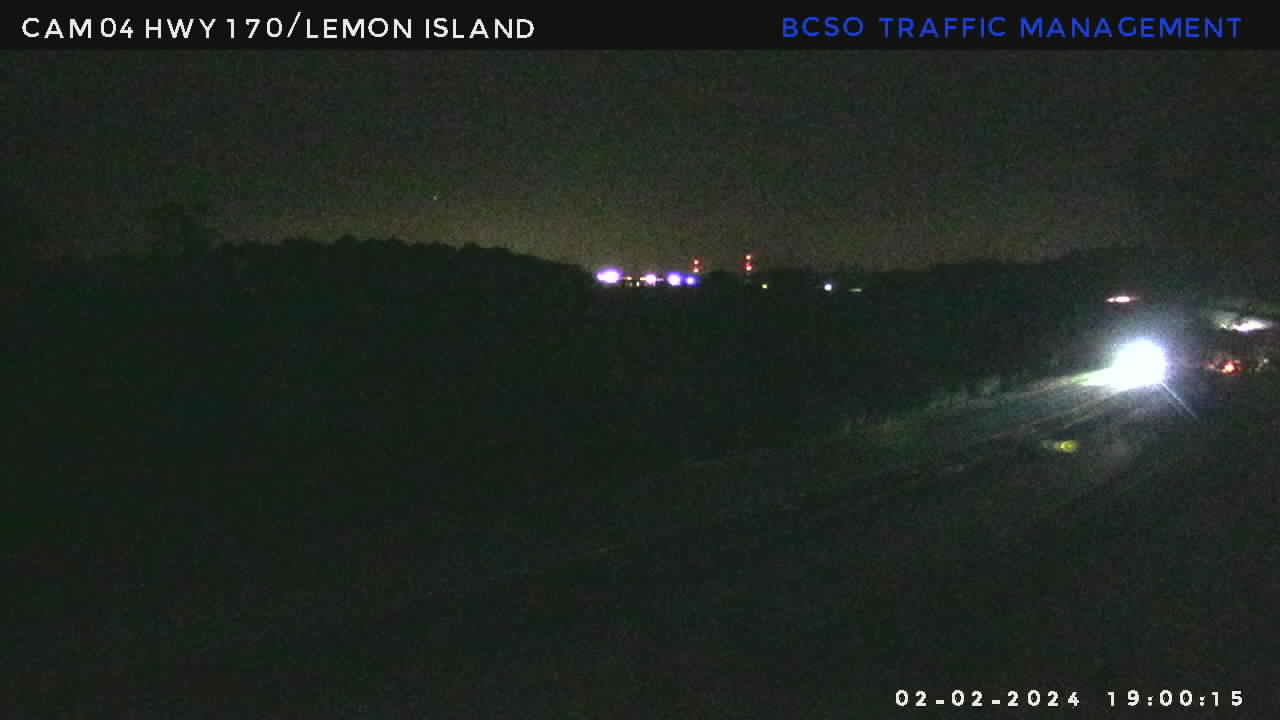 CAM04 HWY 170/LEMON ISLAND
BCSO TRAFFIC MANAGEMENT
02-02-2024 19:00:15